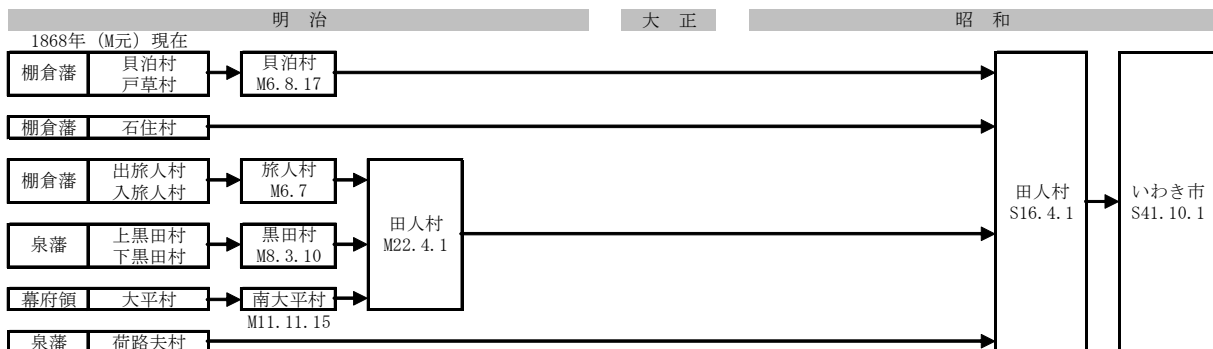 明 治
大 正
昭 和
1868年 (M元) 現在
棚倉藩
貝泊村
戸草村
貝泊村
M6.8.17
棚倉藩
石住村
棚倉藩
出旅人村
入旅人村
旅人村
M6.7
泉藩
上黒田村
下黒田村
黒田村
M8.3.10
幕府領
大平村
南大平村
M11.11.15
田人村
M22.4.1
泉藩
荷路夫村
田人村
S16.4.1
いわき市
S41.10.1